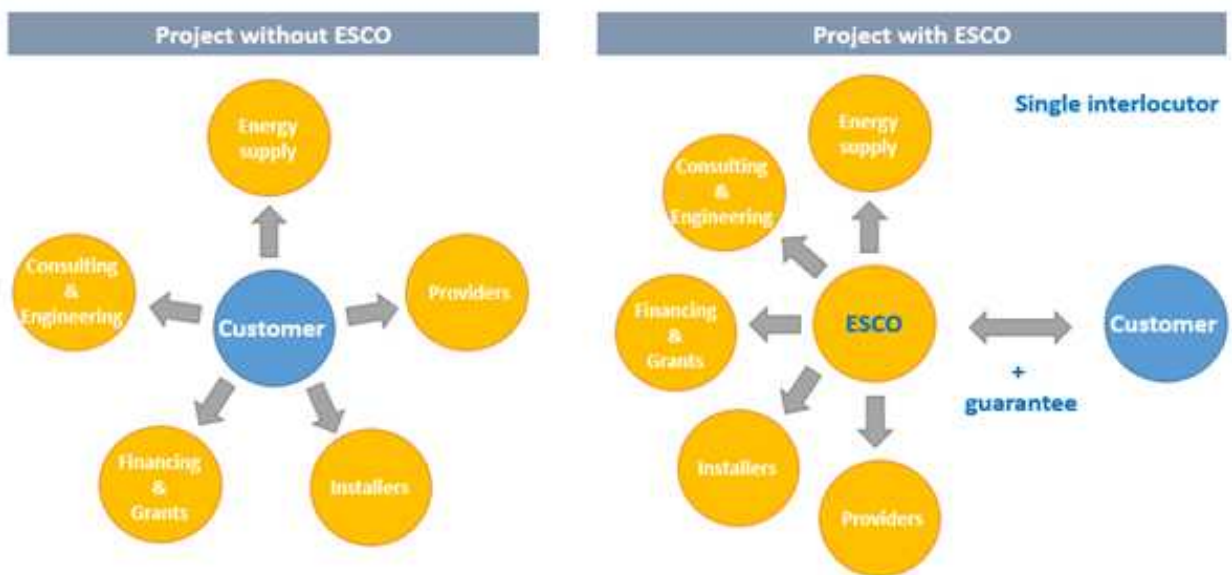 Project without ESCO
Energy
supply
Consulting
&
Engineering
Providers
Customer
Financing
&
Grants
Installers
Project with ESCO
Single interlocutor
Energy
supply
Consulting
&
Engineering
Financing
&
Grants
ESCO
Customer
+
guarantee
Installers
Providers